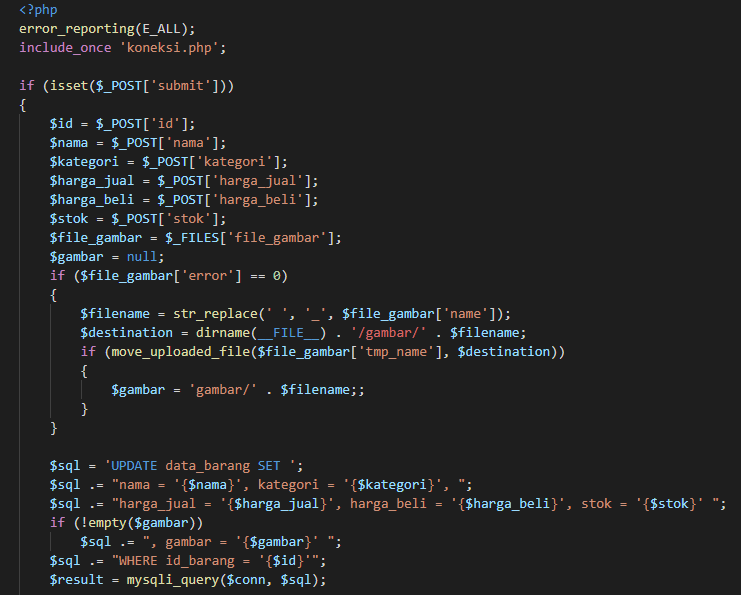 <?php
error_reporting(E_ALL);
include_once 'koneksi.php';
if (isset($_POST['submit']))
{
$id = $_POST['id'];
$nama = $_POST['nama'];
$kategori = $_POST['kategori'];
$harga_jual = $_POST['harga_jual'];
$harga_beli = $_POST['harga_beli'];
$stok = $_POST['stok'];
$file_gambar = $_FILES['file_gambar'];
$gambar = null;
if ($file_gambar['error'] == 0)
{
$filename = str_replace(' ', '_', $file_gambar['name']);
$destination = dirname(__FILE__) . '/gambar/' . $filename;
if (move_uploaded_file($file_gambar['tmp_name'], $destination))
{
$gambar = 'gambar/' . $filename;;
}
}
$sql = 'UPDATE data_barang SET ';
$sql .= "nama = '{$nama}', kategori = '{$kategori}', ";
$sql .= "harga_jual = '{$harga_jual}', harga_beli = '{$harga_beli}', stok = '{$stok}' ";
if (!empty($gambar))
$sql .= ", gambar = '{$gambar}' ";
$sql .= "WHERE id_barang = '{$id}'";
$result = mysqli_query($conn, $sql);